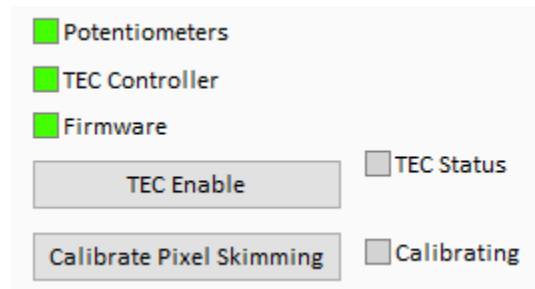 Potentiometers
TEC Controller
Firmware
TEC Enable
TEC Status
Calibrate Pixel Skimming
Calibrating